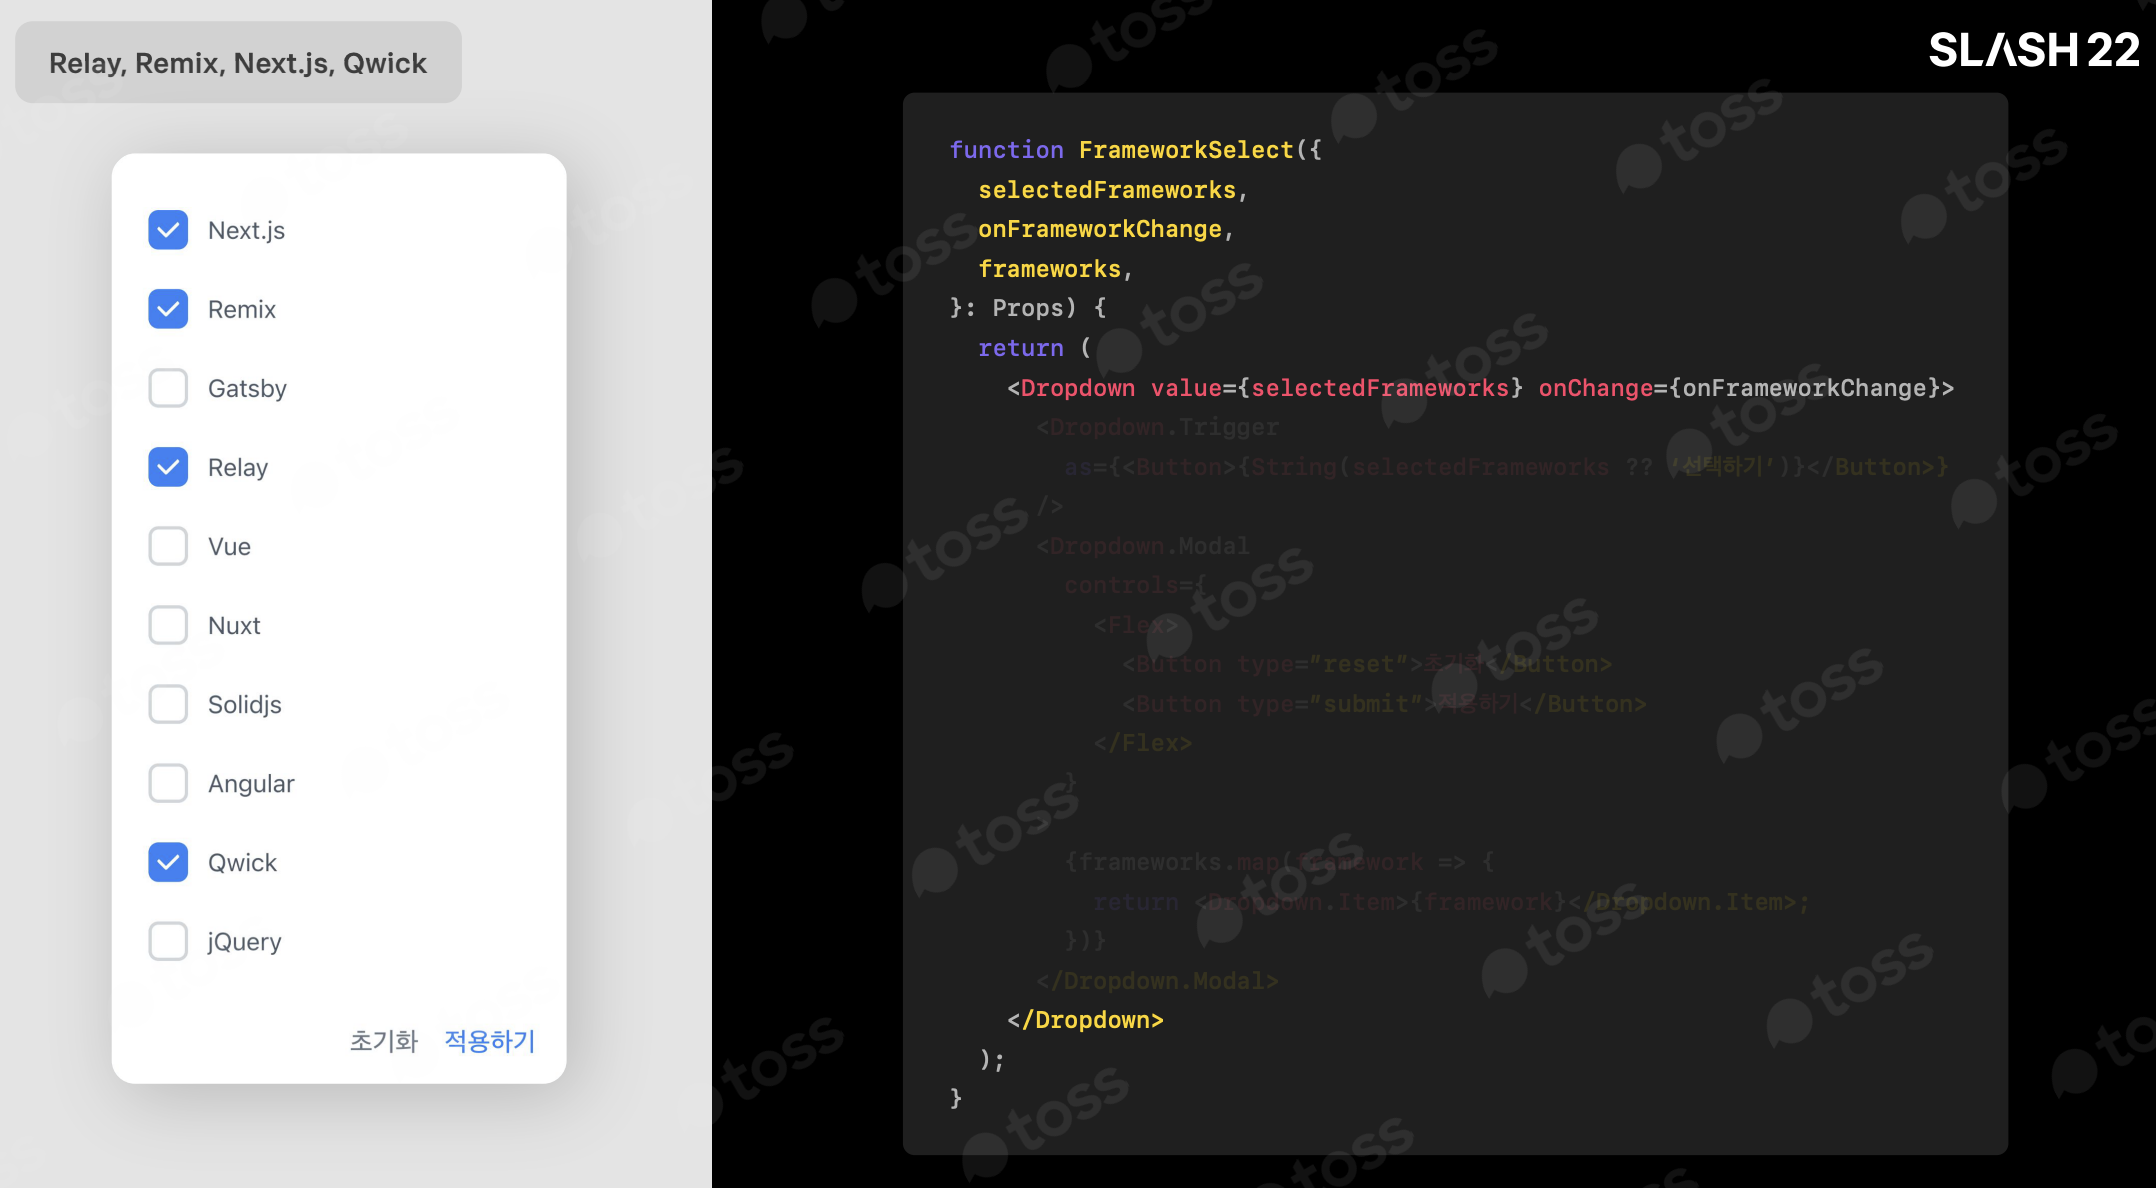 Relay, Remix, Next.js, Qwick
Next.js
Remix
Gatsby
Relay
Vue
Nuxt
Solidjs
Angular
Qwick
jQuery
초기화 적용하기
SLASH 22
function FrameworkSelect({
  selectedFrameworks,
  onFrameworkChange,
  frameworks,
}: Props) {
  return (
    <Dropdown value={selectedFrameworks} onChange={onFrameworkChange}>
      <Dropdown.Trigger
        as={<Button>{String(selectedFrameworks ?? '선택하기')}</Button>}
      />
      <Dropdown.Modal
        controls={
          <Flex>
            <Button type="reset">초기화</Button>
            <Button type="submit">적용하기</Button>
          </Flex>
        }
      >
        {frameworks.map(framework => {
          return <Dropdown.Item>{framework}</Dropdown.Item>;
        })}
      </Dropdown.Modal>
    </Dropdown>
  );
}
toss